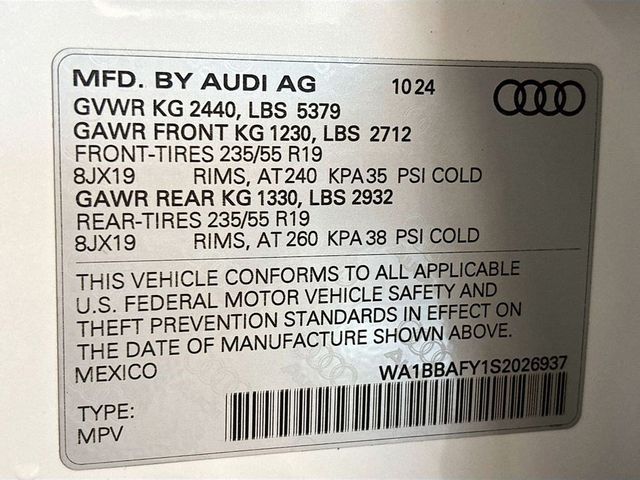 MFD. BY AUDI AG 10 24
GVWR KG 2440, LBS 5379
GAWR FRONT KG 1230, LBS 2712
FRONT-TIRES 235/55 R19
8JX19 RIMS, AT 240 KPA 35 PSI COLD
GAWR REAR KG 1330, LBS 2932
REAR-TIRES 235/55 R19
8JX19 RIMS, AT 260 KPA 38 PSI COLD
THIS VEHICLE CONFORMS TO ALL APPLICABLE
U.S. FEDERAL MOTOR VEHICLE SAFETY AND
THEFT PREVENTION STANDARDS IN EFFECT ON
THE DATE OF MANUFACTURE SHOWN ABOVE.
MEXICO WA1BBAFY1S2026937
TYPE:
MPV